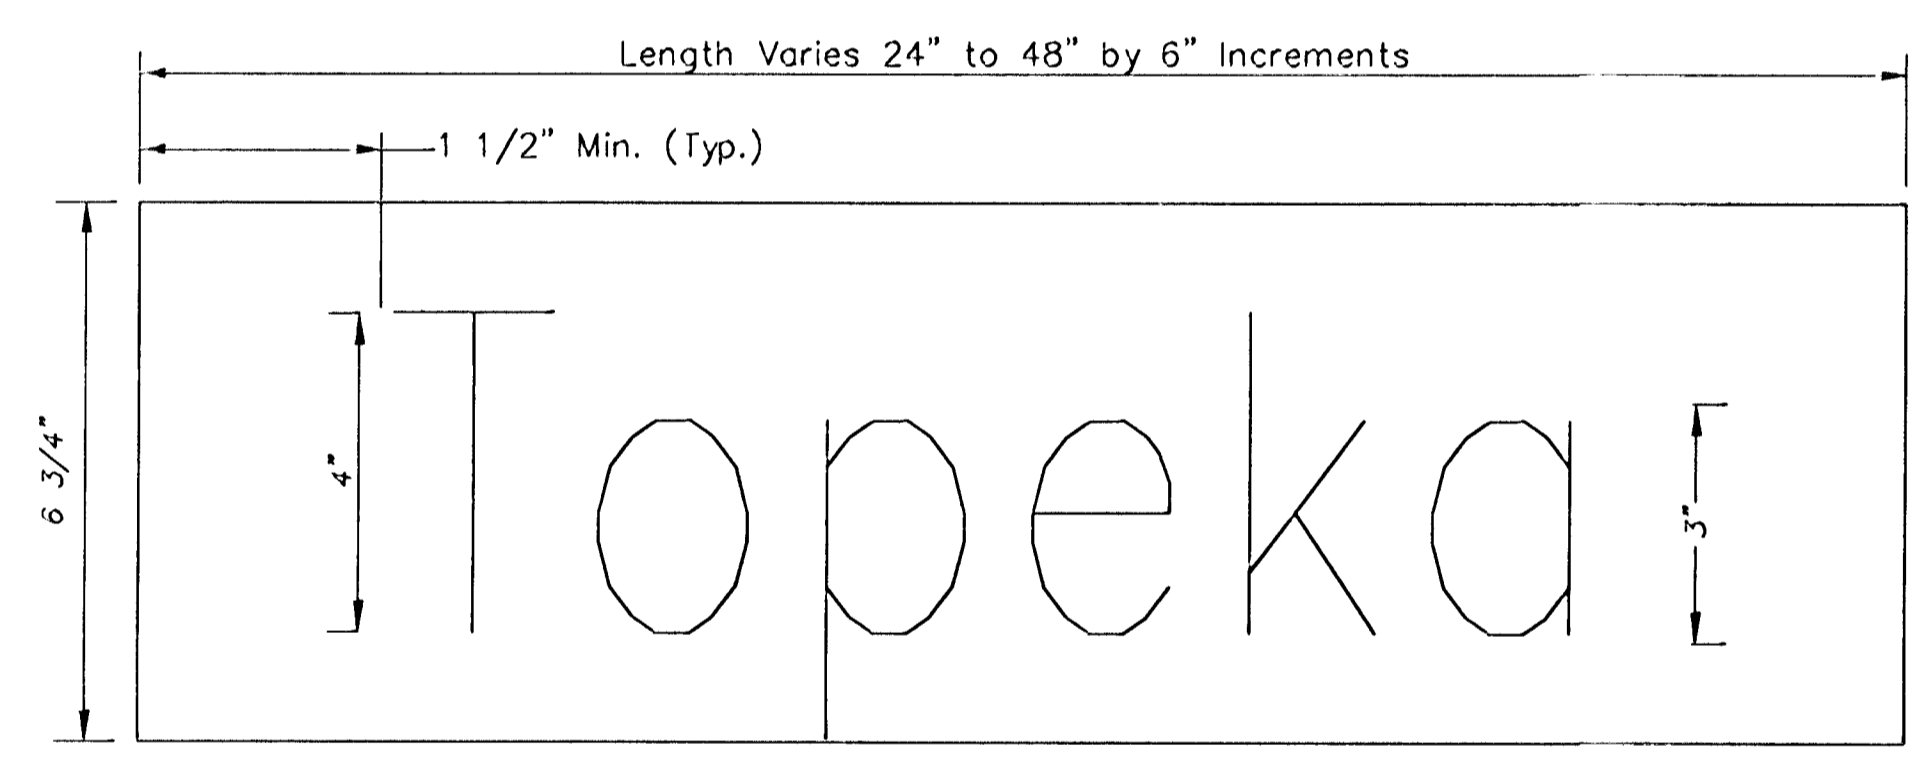 Length Varies 24" to 48" by 6" Increments
1 1/2" Min. (Typ.)
6 3/4"
4"
Topeka
3"